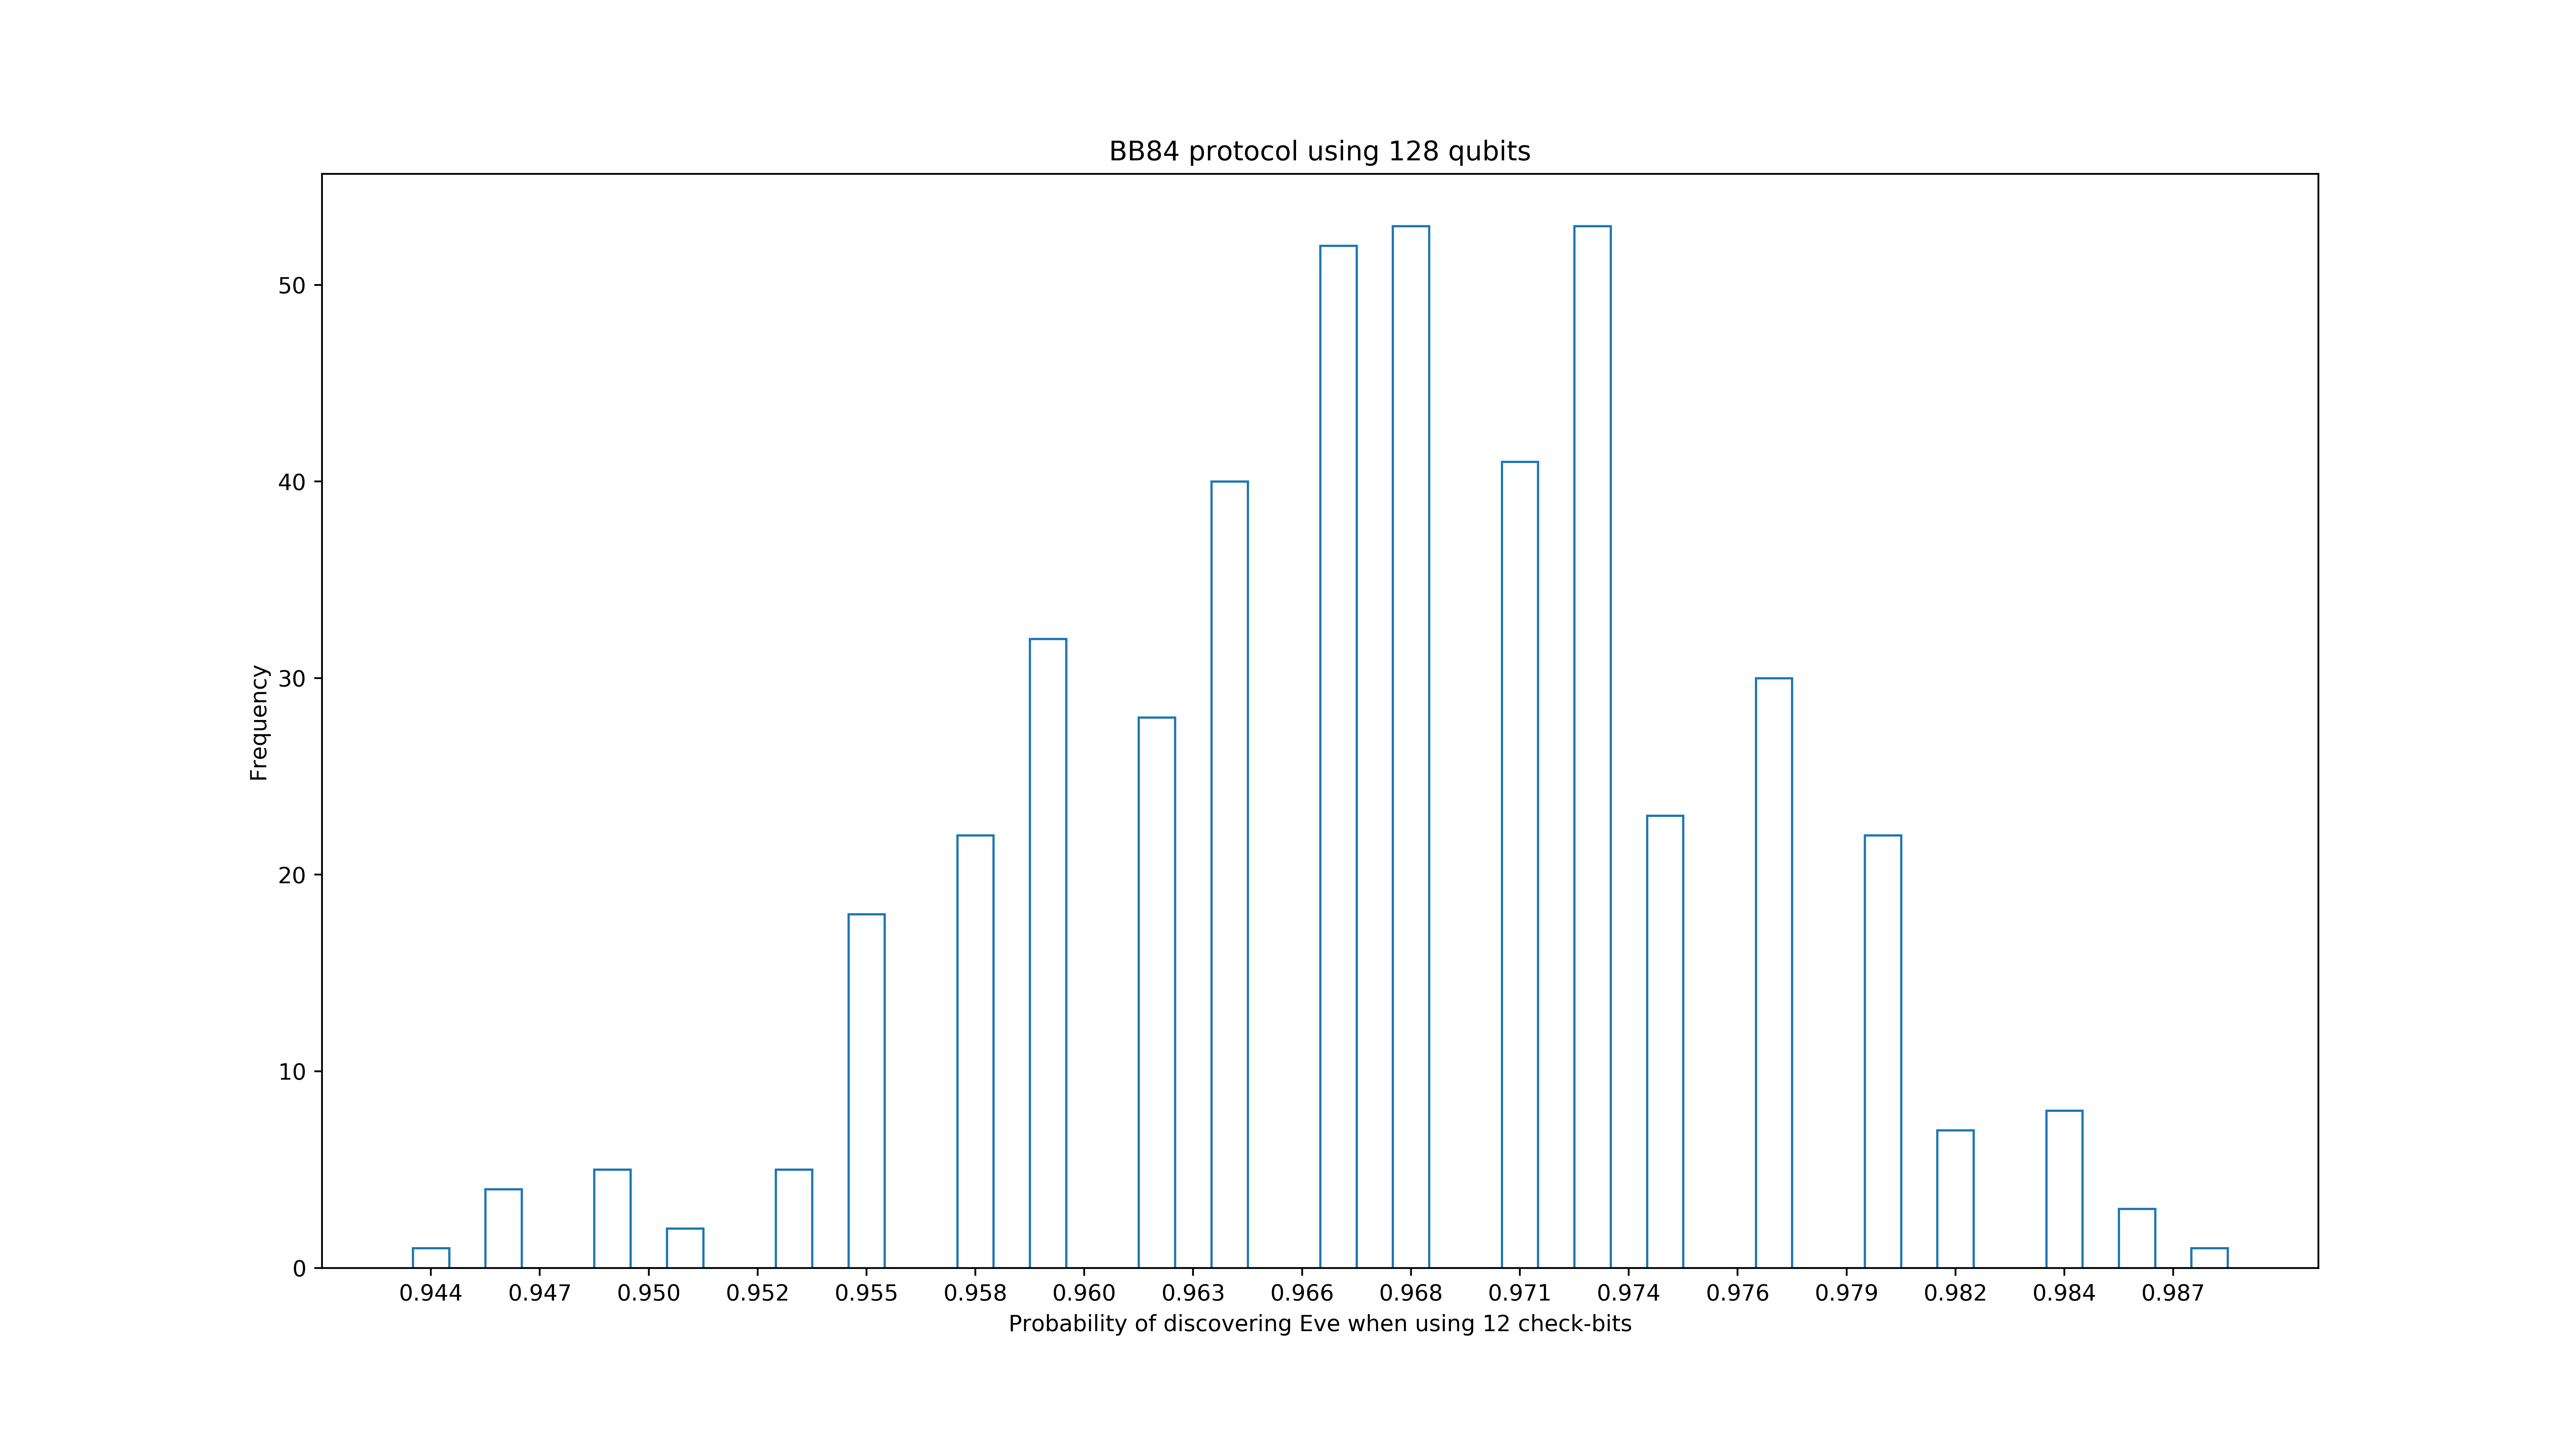 BB84 protocol using 128 qubits
50
40
30
20
10
0
Frequency
0.944 0.947 0.950 0.952 0.955 0.958 0.960 0.963 0.966 0.968 0.971 0.974 0.976 0.979 0.982 0.984 0.987
Probability of discovering Eve when using 12 check-bits